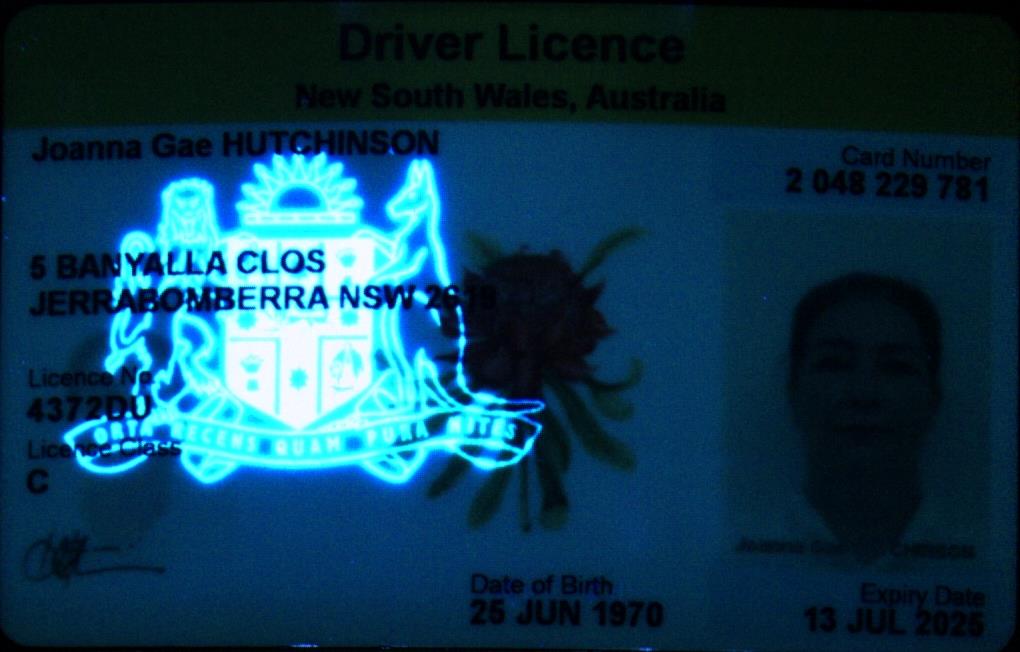 Driver Licence
New South Wales, Australia
Joanna Gae HUTCHINSON
Card Number
2 048 229 781
5 BANYALLA CLOS
JERRABOMBERRA NSW 2619
Licence No.
4372DU
ORTA RECENS QUAM PURA NITES
Licence Class
C
Joanna Gae HUTCHINSON
Date of Birth
25 JUN 1970
Expiry Date
13 JUL 2025